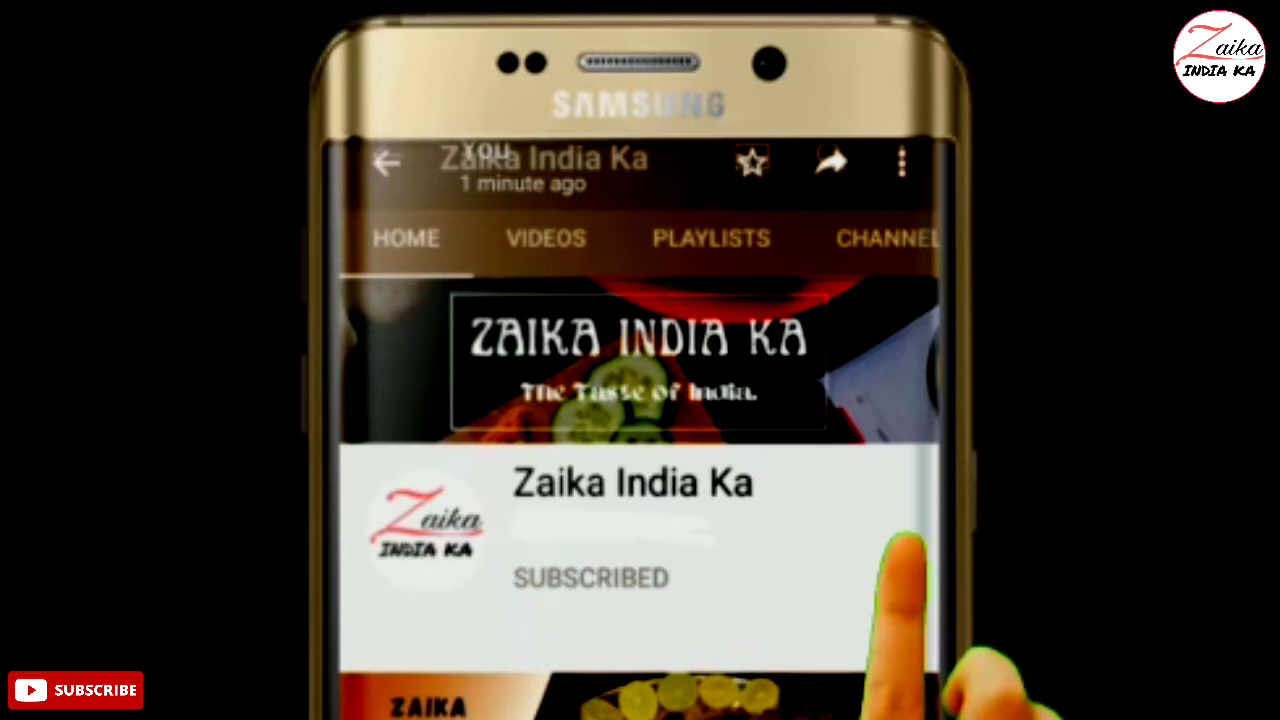 Zaika
INDIA KA
SAMSUNG
YOU
Zaika India Ka
1 minute ago
HOME VIDEOS PLAYLISTS CHANNEL
ZAIKA INDIA KA
The Taste of India.
Zaika India Ka
Zaika
INDIA KA
SUBSCRIBED
SUBSCRIBE
ZAIKA